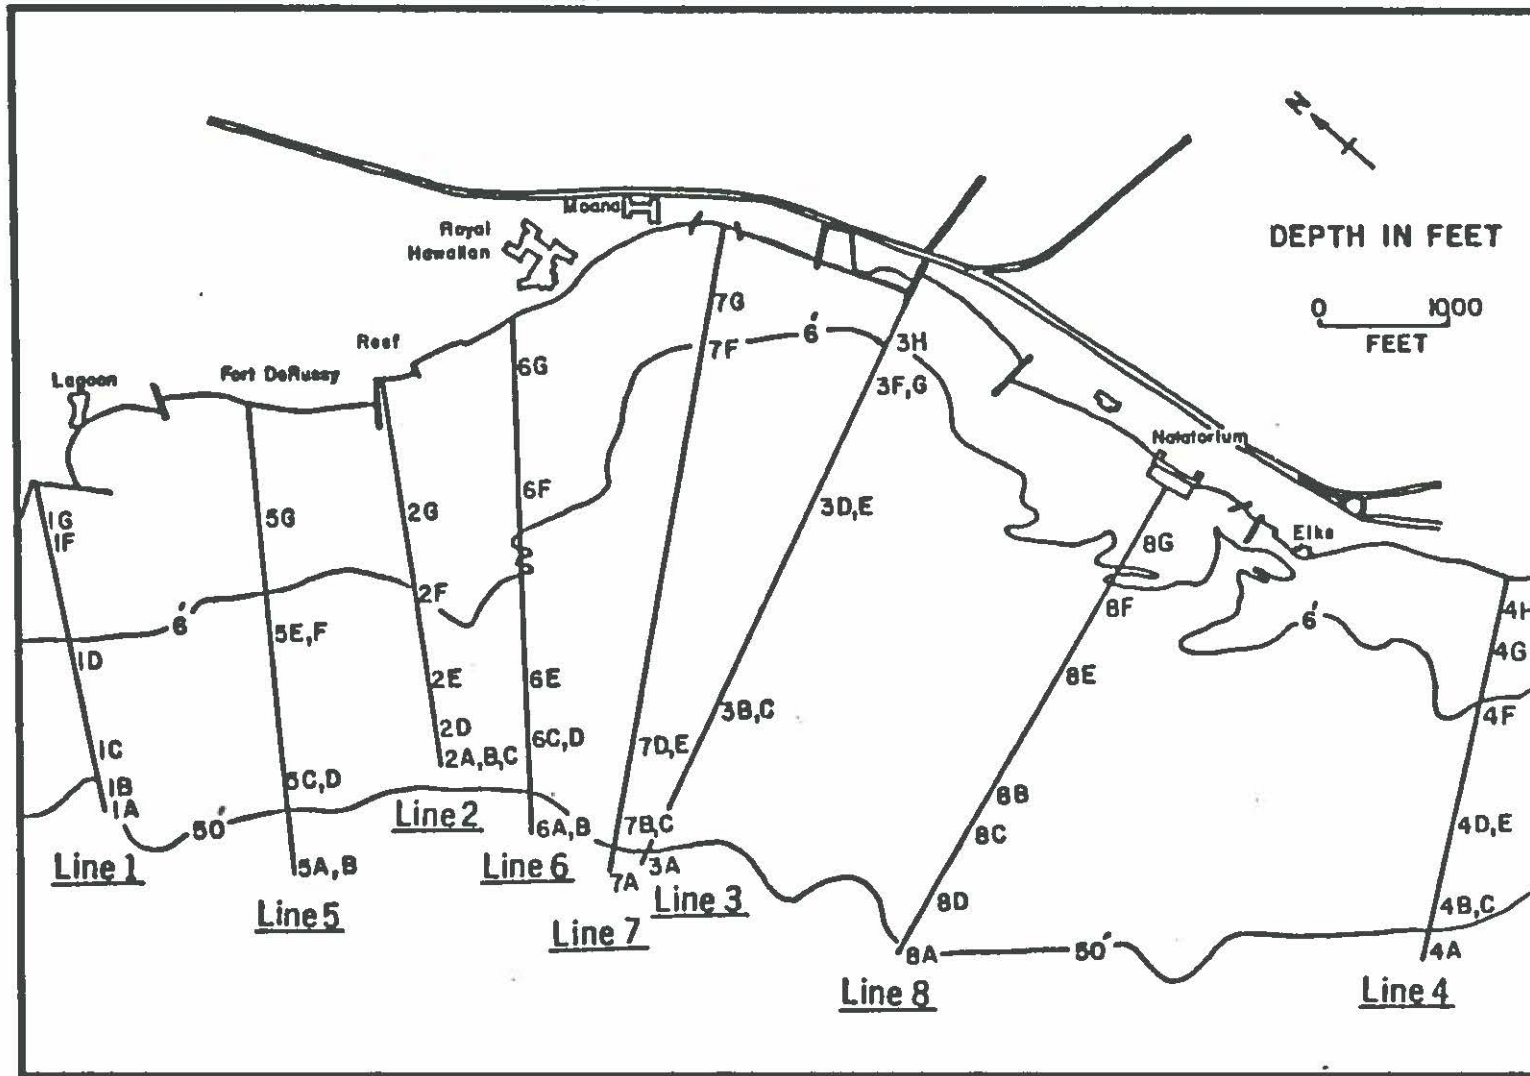 N
DEPTH IN FEET
0 1000
FEET
Moana
Royal
Hawaiian
Reef
Lagoon
Fort DeRussy
Natatorium
Elks
1G
1F
1D
1C
1B
1A
Line 1
5G
5E,F
5C,D
5A,B
Line 5
2G
2F
2E
2D
2A,B,C
Line 2
6G
6F
6E
6C,D
6A,B
Line 6
7G
7F
7D,E
7B,C
7A
Line 7
3H
3F,G
3D,E
3B,C
3A
Line 3
8G
8F
8E
8B
8C
8D
8A
Line 8
4H
4G
4F
4D,E
4B,C
4A
Line 4
6'
6'
6'
50'
50'